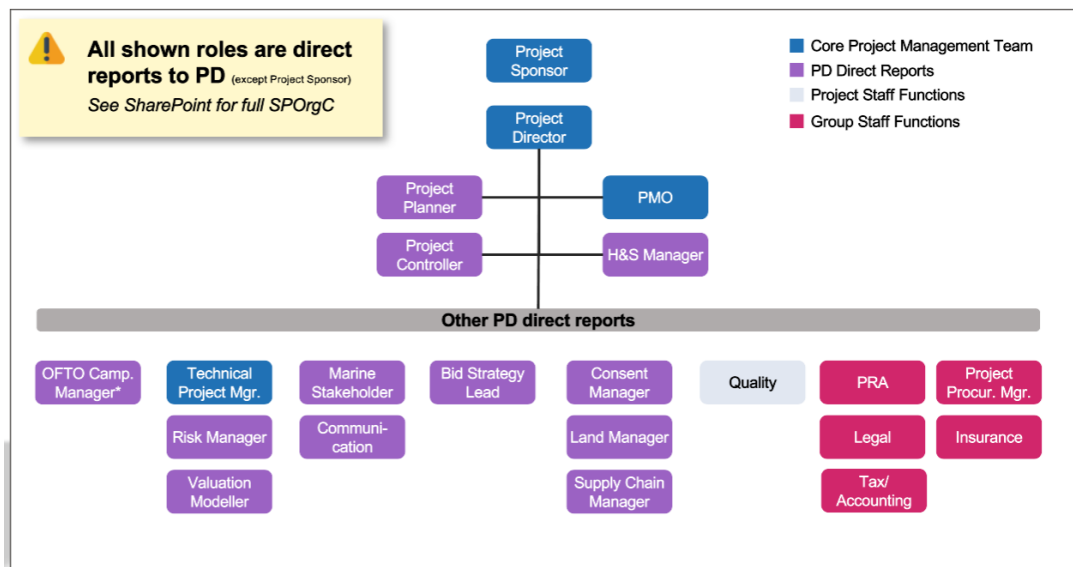 All shown roles are direct
reports to PD (except Project Sponsor)
See SharePoint for full SPOrgC
Project
Sponsor
Core Project Management Team
PD Direct Reports
Project Staff Functions
Group Staff Functions
Project
Director
Project
Planner
PMO
Project
Controller
H&S Manager
Other PD direct reports
OFTO Camp.
Manager*
Technical
Project Mgr.
Marine
Stakeholder
Bid Strategy
Lead
Consent
Manager
Quality
PRA
Project
Procur. Mgr.
Risk Manager
Communi-
cation
Land Manager
Legal
Insurance
Valuation
Modeller
Supply Chain
Manager
Tax/
Accounting